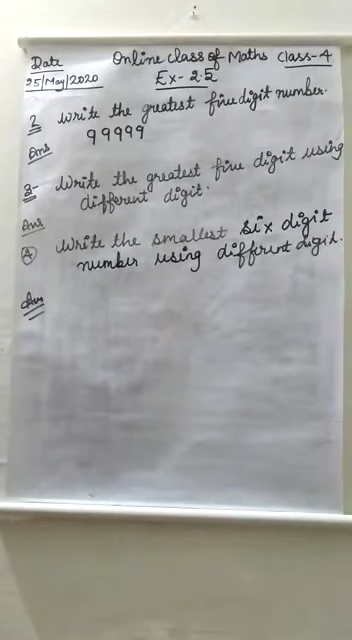 Date Online class of Maths Class-4
25/May/2020 Ex-2.5
2 Write the greatest five digit number.
Ans 99999
3- Write the greatest five digit using
different digit.
Ans
4 Write the smallest six digit
number using different digit.
Ans